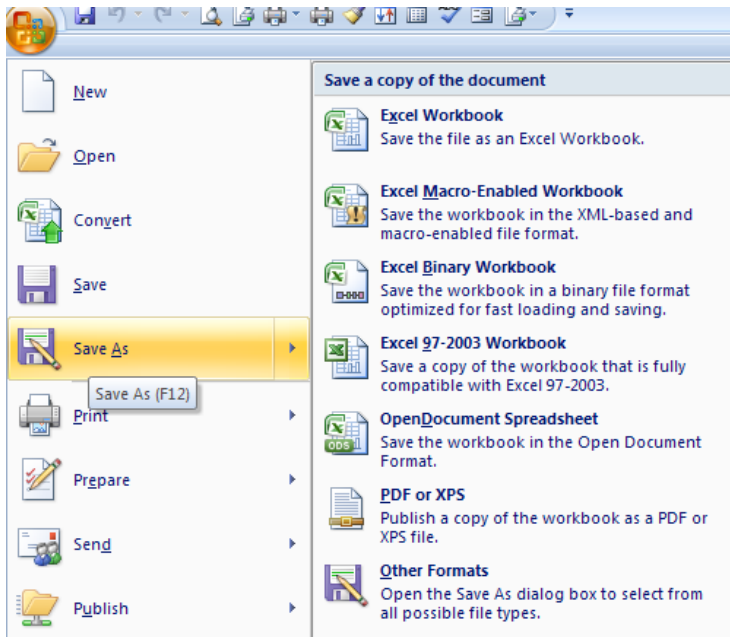 New
Open
Convert
Save
Save As
Save As (F12)
Print
Prepare
Send
Publish
Save a copy of the document
Excel Workbook
Save the file as an Excel Workbook.
Excel Macro-Enabled Workbook
Save the workbook in the XML-based and
macro-enabled file format.
Excel Binary Workbook
Save the workbook in a binary file format
optimized for fast loading and saving.
Excel 97-2003 Workbook
Save a copy of the workbook that is fully
compatible with Excel 97-2003.
OpenDocument Spreadsheet
ODS
Save the workbook in the Open Document
Format.
PDF or XPS
Publish a copy of the workbook as a PDF or
XPS file.
Other Formats
Open the Save As dialog box to select from
all possible file types.